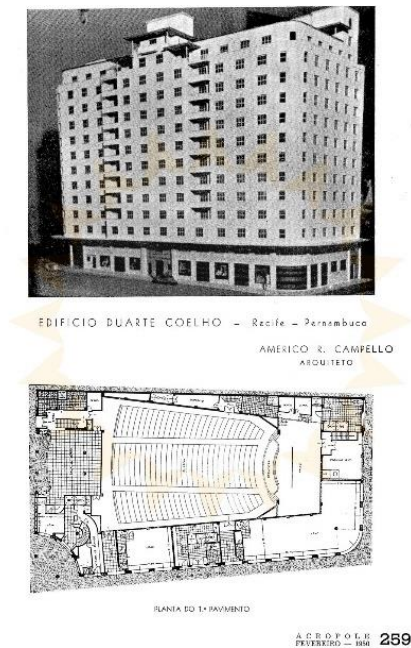 EDIFICIO DUARTE COELHO – Recife – Pernambuco
AMERICO R. CAMPELLO
ARQUITETO
PLANTA DO 1.º PAVIMENTO
ACROPOLE
FEVEREIRO — 1950 259